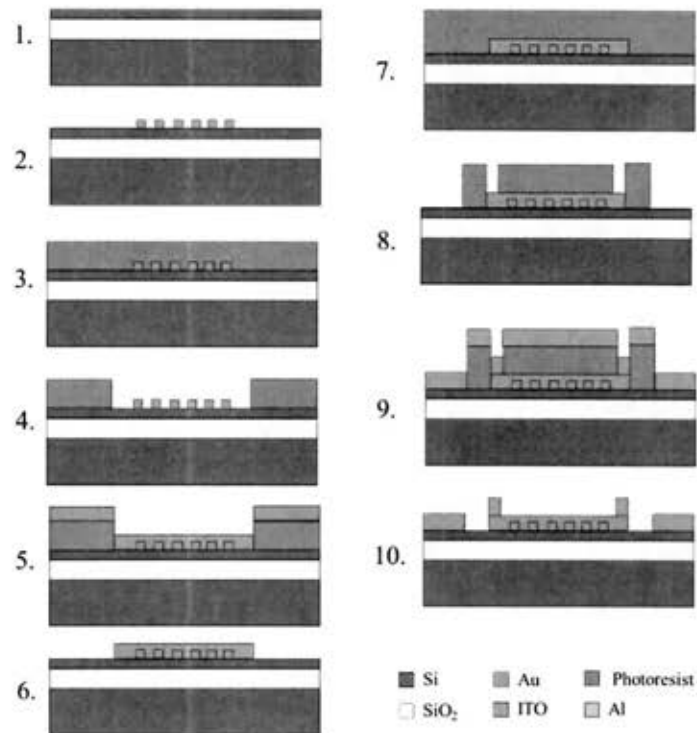 1.
2.
3.
4.
5.
6.
7.
8.
9.
10.
Si
Au
Photoresist
SiO₂
ITO
Al